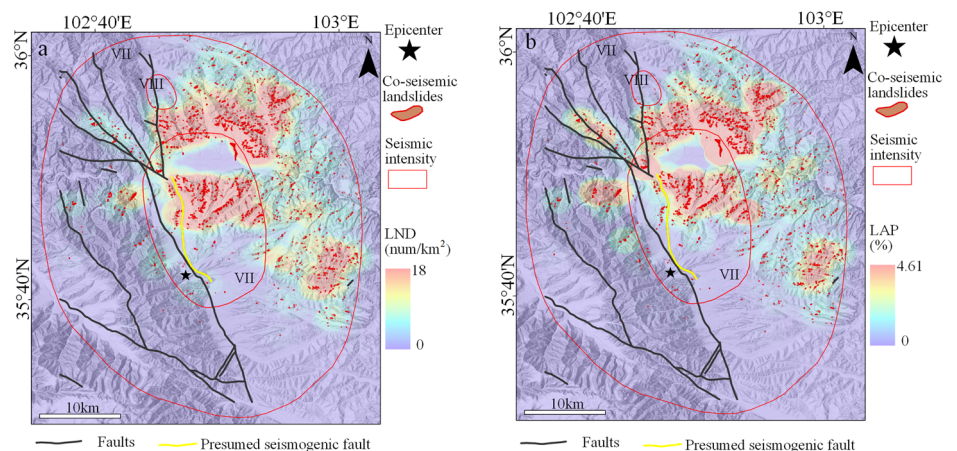 102°40'E 103°E
36°N
35°40'N
a
N
VII
VIII
VII
10km
Epicenter
Co-seismic
landslides
Seismic
intensity
LND
(num/km²)
18
0
Faults Presumed seismogenic fault
102°40'E 103°E
36°N
35°40'N
b
N
VII
VIII
VII
10km
Epicenter
Co-seismic
landslides
Seismic
intensity
LAP
(%)
4.61
0
Faults Presumed seismogenic fault